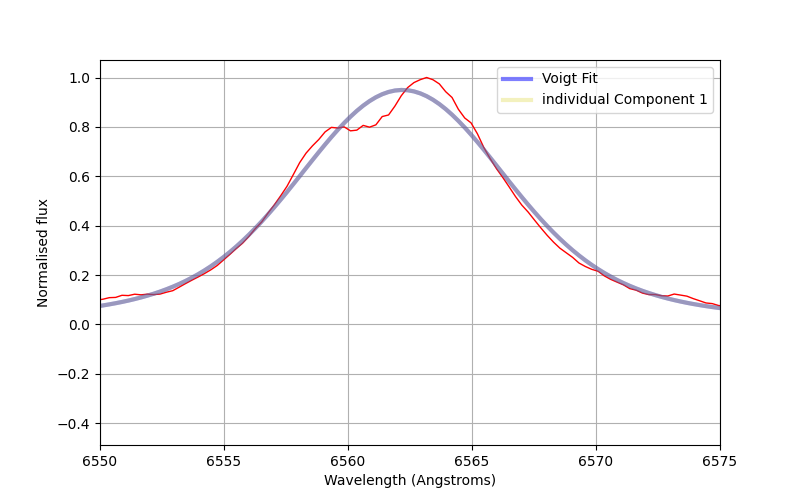 Voigt Fit
individual Component 1
Normalised flux
1.0
0.8
0.6
0.4
0.2
0.0
−0.2
−0.4
6550 6555 6560 6565 6570 6575
Wavelength (Angstroms)